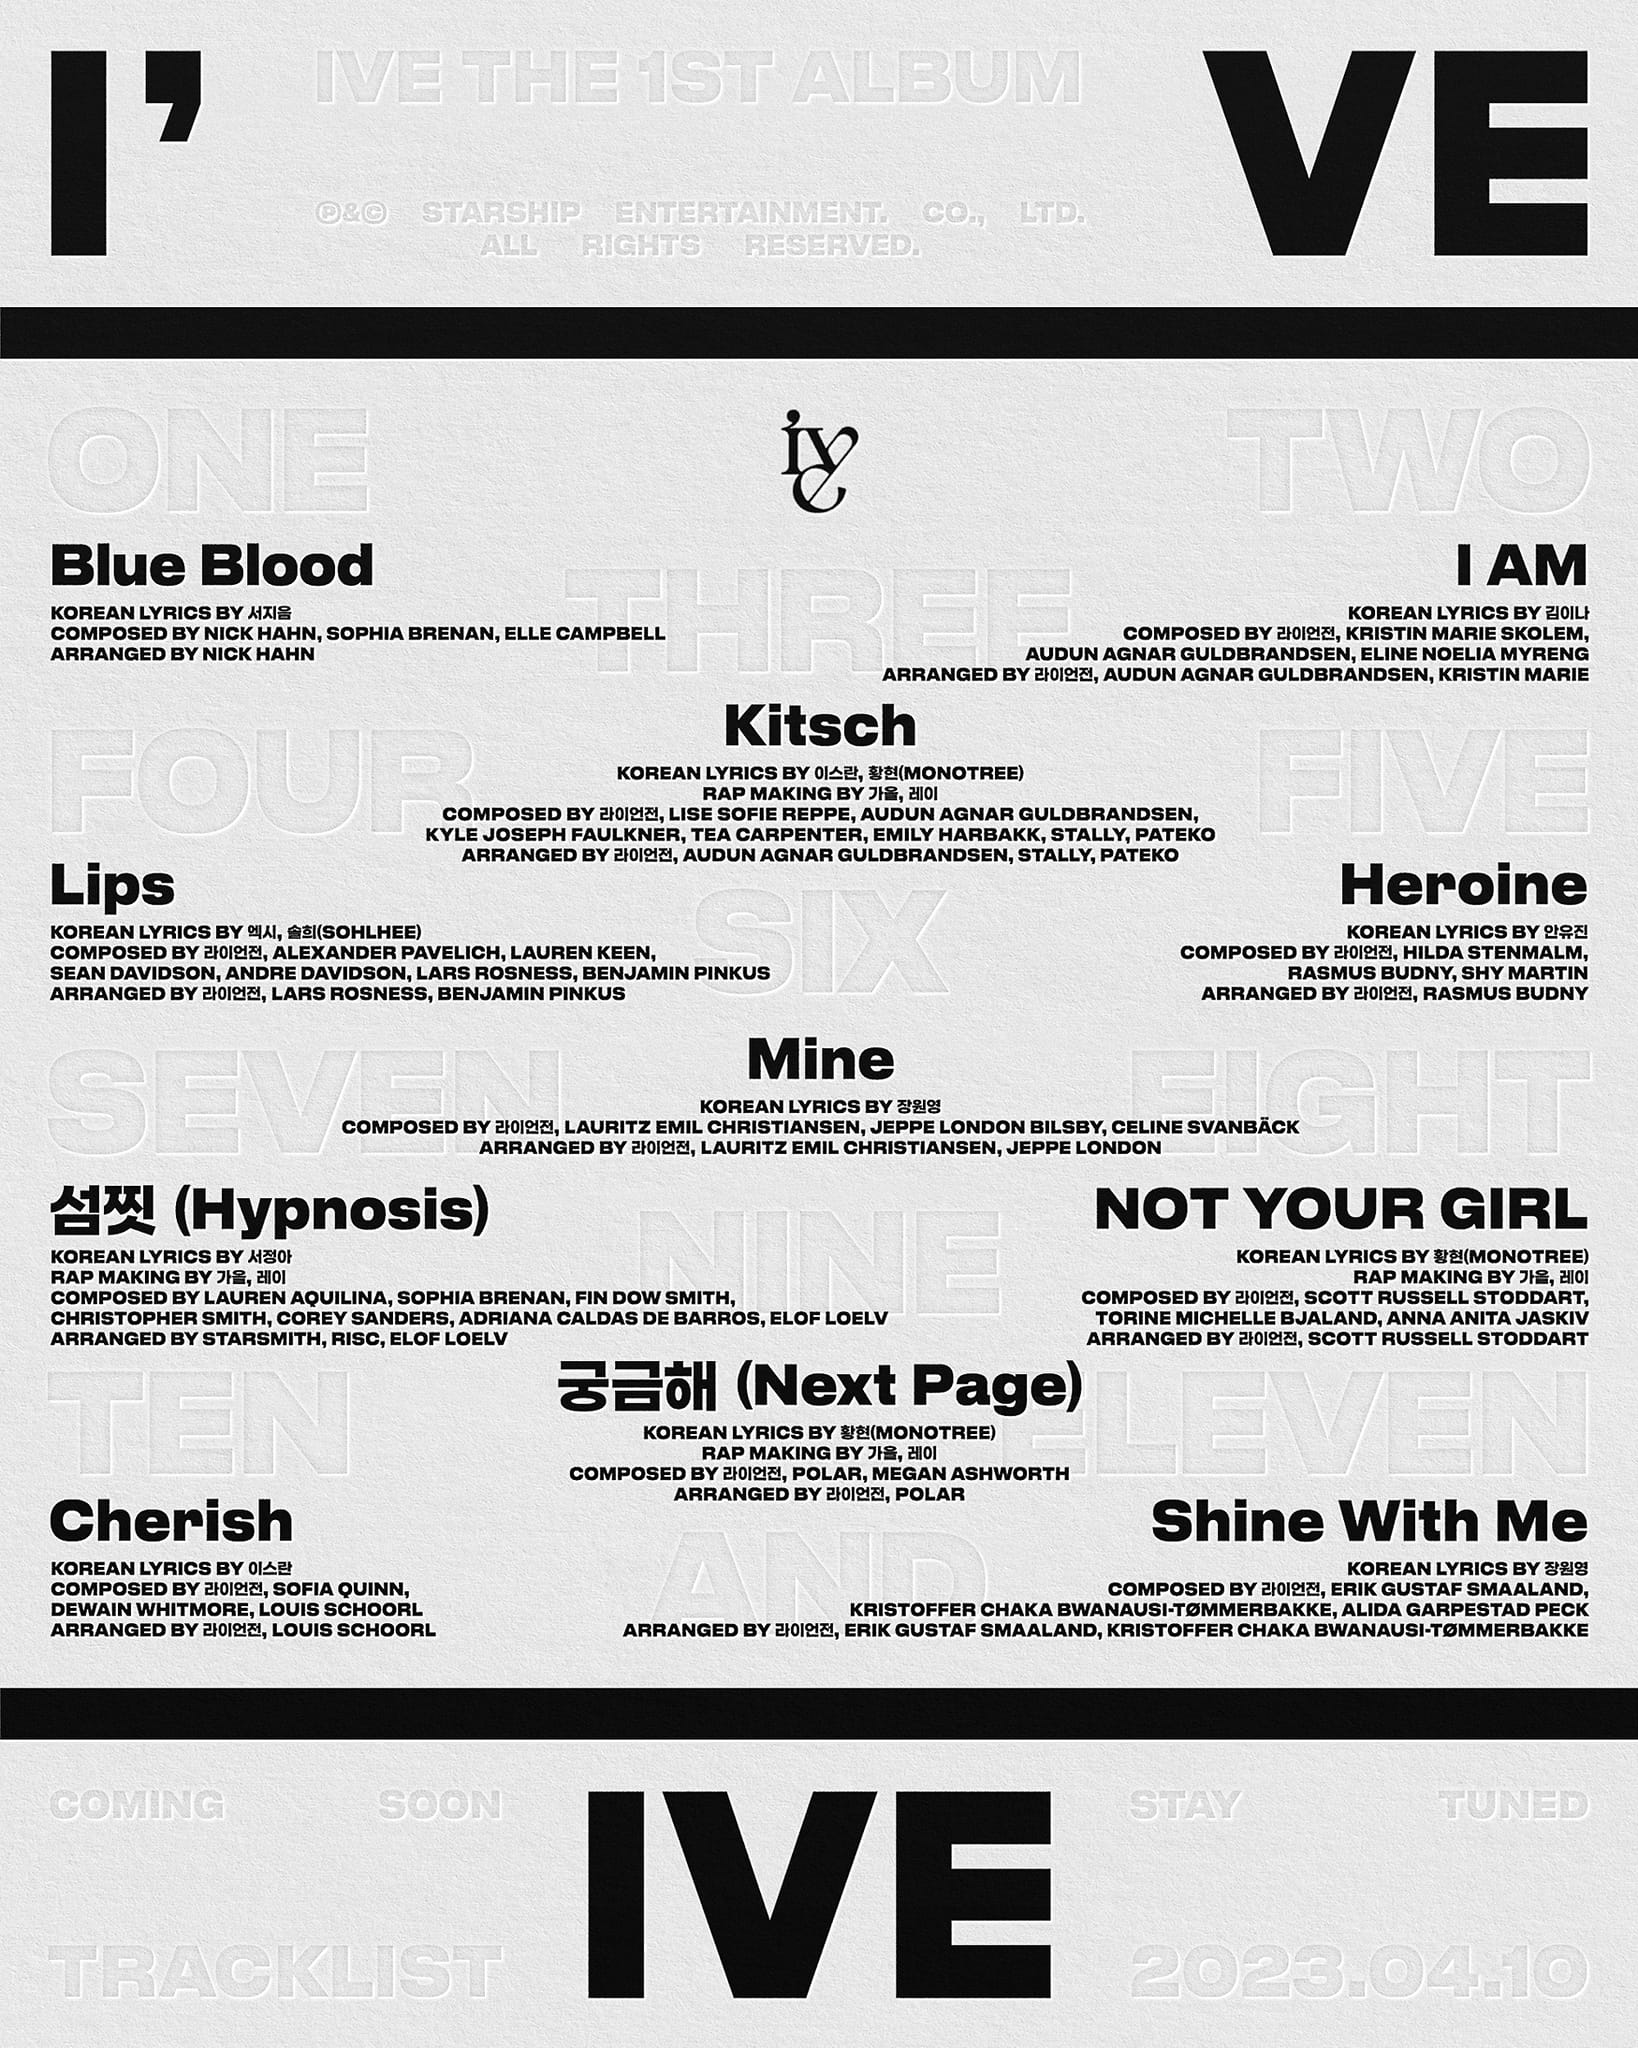 I'VE
IVE THE 1ST ALBUM
℗&© STARSHIP ENTERTAINMENT. CO., LTD.
ALL RIGHTS RESERVED.
ive
ONE
Blue Blood
KOREAN LYRICS BY 서지음
COMPOSED BY NICK HAHN, SOPHIA BRENAN, ELLE CAMPBELL
ARRANGED BY NICK HAHN
TWO
I AM
KOREAN LYRICS BY 김이나
COMPOSED BY 라이언전, KRISTIN MARIE SKOLEM,
AUDUN AGNAR GULDBRANDSEN, ELINE NOELIA MYRENG
ARRANGED BY 라이언전, AUDUN AGNAR GULDBRANDSEN, KRISTIN MARIE
THREE
Kitsch
KOREAN LYRICS BY 이스란, 황현(MONOTREE)
RAP MAKING BY 가을, 레이
COMPOSED BY 라이언전, LISE SOFIE REPPE, AUDUN AGNAR GULDBRANDSEN,
KYLE JOSEPH FAULKNER, TEA CARPENTER, EMILY HARBAKK, STALLY, PATEKO
ARRANGED BY 라이언전, AUDUN AGNAR GULDBRANDSEN, STALLY, PATEKO
FOUR
Lips
KOREAN LYRICS BY 엑시, 솔희(SOHLHEE)
COMPOSED BY 라이언전, ALEXANDER PAVELICH, LAUREN KEEN,
SEAN DAVIDSON, ANDRE DAVIDSON, LARS ROSNESS, BENJAMIN PINKUS
ARRANGED BY 라이언전, LARS ROSNESS, BENJAMIN PINKUS
FIVE
Heroine
KOREAN LYRICS BY 안유진
COMPOSED BY 라이언전, HILDA STENMALM,
RASMUS BUDNY, SHY MARTIN
ARRANGED BY 라이언전, RASMUS BUDNY
SIX
Mine
KOREAN LYRICS BY 장원영
COMPOSED BY 라이언전, LAURITZ EMIL CHRISTIANSEN, JEPPE LONDON BILSBY, CELINE SVANBÄCK
ARRANGED BY 라이언전, LAURITZ EMIL CHRISTIANSEN, JEPPE LONDON
SEVEN
섬찟 (Hypnosis)
KOREAN LYRICS BY 서정아
RAP MAKING BY 가을, 레이
COMPOSED BY LAUREN AQUILINA, SOPHIA BRENAN, FIN DOW SMITH,
CHRISTOPHER SMITH, COREY SANDERS, ADRIANA CALDAS DE BARROS, ELOF LOELV
ARRANGED BY STARSMITH, RISC, ELOF LOELV
EIGHT
NOT YOUR GIRL
KOREAN LYRICS BY 황현(MONOTREE)
RAP MAKING BY 가을, 레이
COMPOSED BY 라이언전, SCOTT RUSSELL STODDART,
TORINE MICHELLE BJALAND, ANNA ANITA JASKIV
ARRANGED BY 라이언전, SCOTT RUSSELL STODDART
NINE
궁금해 (Next Page)
KOREAN LYRICS BY 황현(MONOTREE)
RAP MAKING BY 가을, 레이
COMPOSED BY 라이언전, POLAR, MEGAN ASHWORTH
ARRANGED BY 라이언전, POLAR
TEN
Cherish
KOREAN LYRICS BY 이스란
COMPOSED BY 라이언전, SOFIA QUINN,
DEWAIN WHITMORE, LOUIS SCHOORL
ARRANGED BY 라이언전, LOUIS SCHOORL
AND
ELEVEN
Shine With Me
KOREAN LYRICS BY 장원영
COMPOSED BY 라이언전, ERIK GUSTAF SMAALAND,
KRISTOFFER CHAKA BWANAUSI-TØMMERBAKKE, ALIDA GARPESTAD PECK
ARRANGED BY 라이언전, ERIK GUSTAF SMAALAND, KRISTOFFER CHAKA BWANAUSI-TØMMERBAKKE
COMING SOON
STAY TUNED
IVE
TRACKLIST
2023.04.10